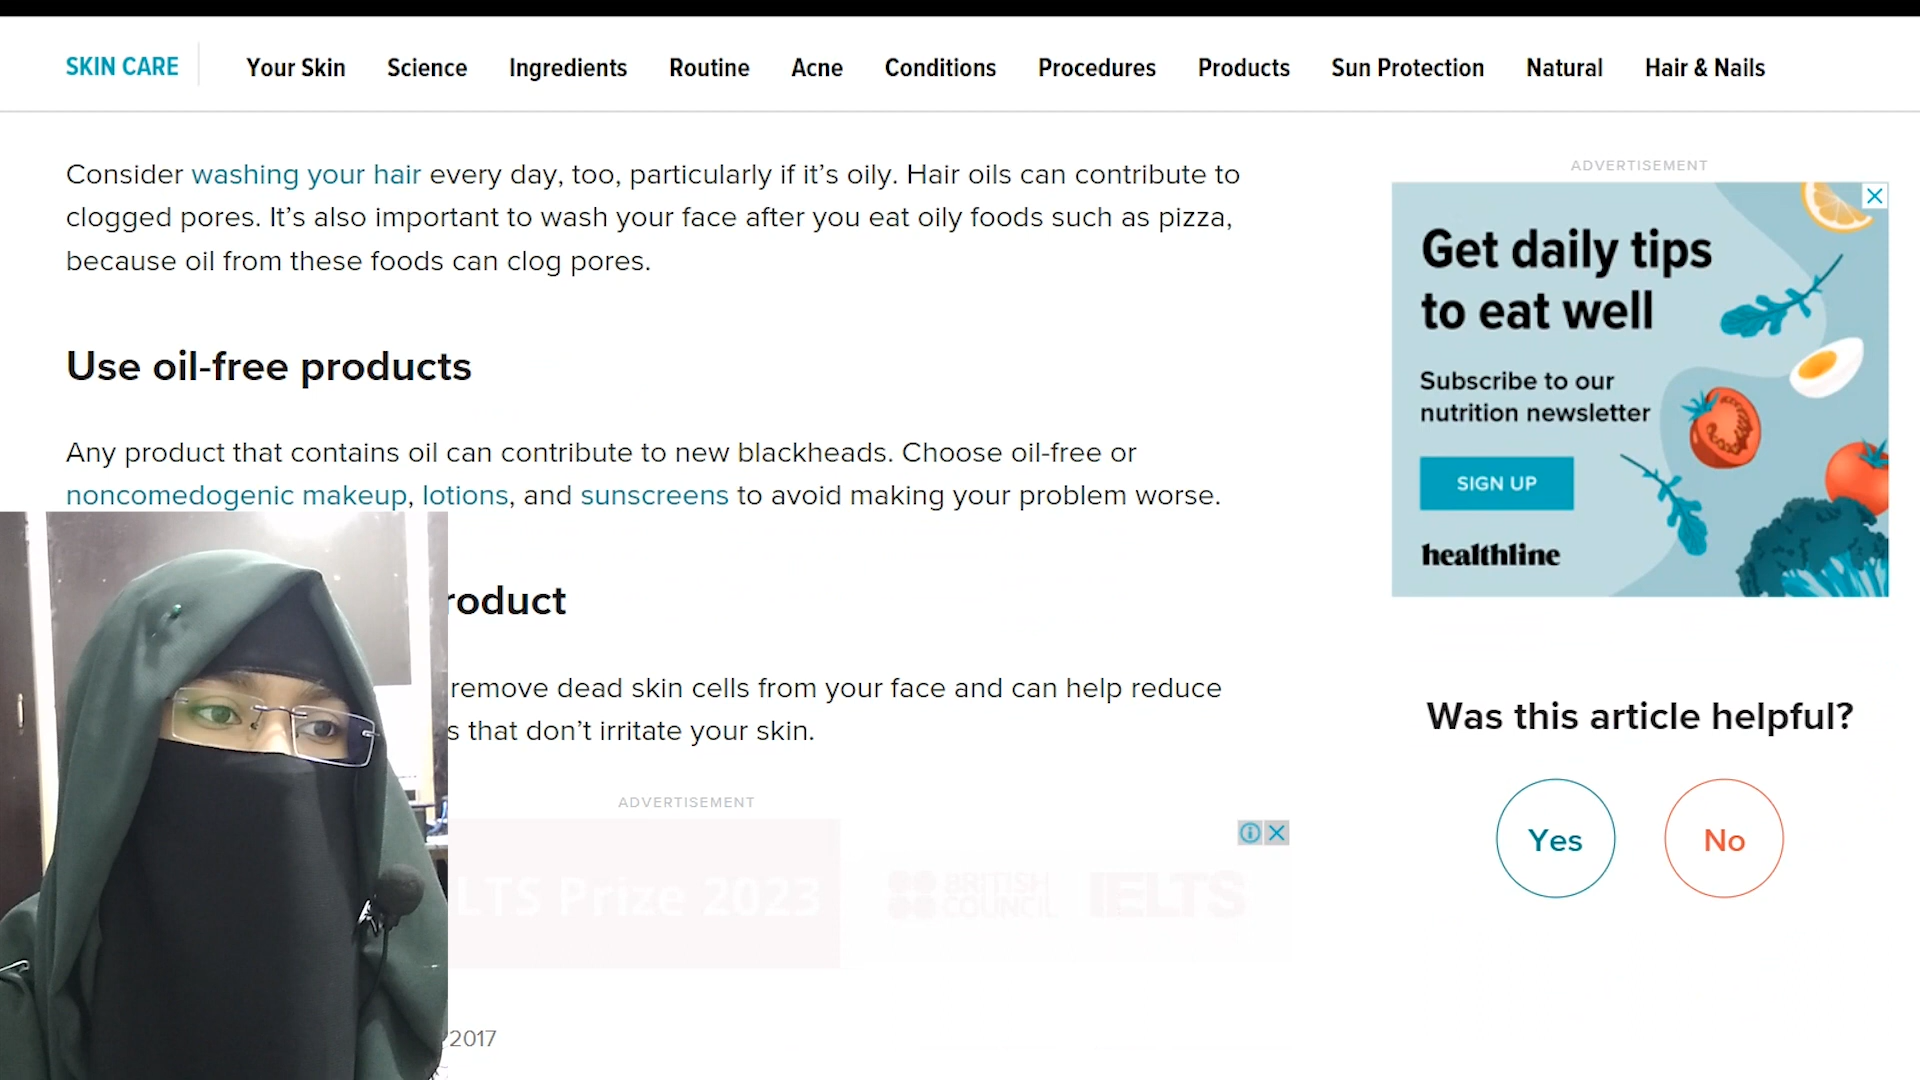 SKIN CARE
Your Skin
Science
Ingredients
Routine
Acne
Conditions
Procedures
Products
Sun Protection
Natural
Hair & Nails
Consider washing your hair every day, too, particularly if it’s oily. Hair oils can contribute to
clogged pores. It’s also important to wash your face after you eat oily foods such as pizza,
because oil from these foods can clog pores.
Use oil-free products
Any product that contains oil can contribute to new blackheads. Choose oil-free or
noncomedogenic makeup, lotions, and sunscreens to avoid making your problem worse.
roduct
remove dead skin cells from your face and can help reduce
s that don’t irritate your skin.
ADVERTISEMENT
LTS Prize 2023
BRITISH
COUNCIL
IELTS
2017
ADVERTISEMENT
Get daily tips
to eat well
Subscribe to our
nutrition newsletter
SIGN UP
healthline
Was this article helpful?
Yes
No